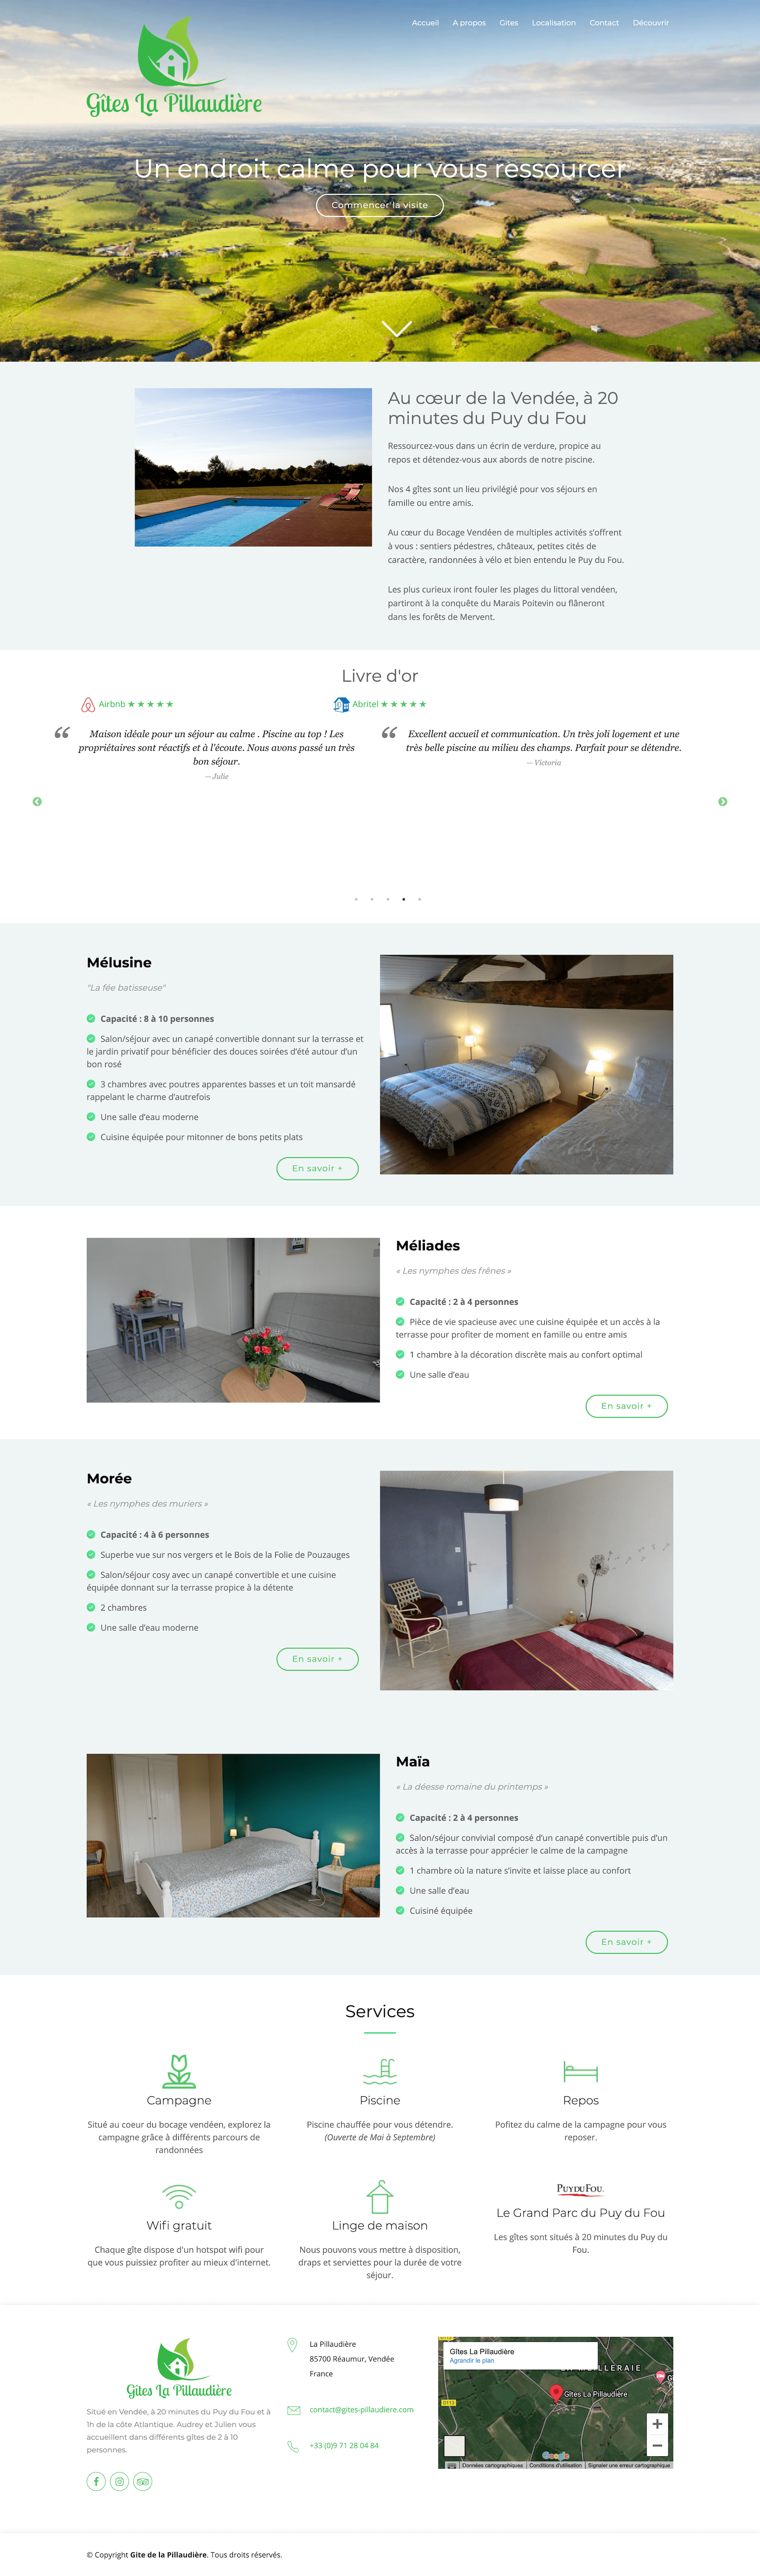 Accueil A propos Gites Localisation Contact Découvrir
Gîtes La Pillaudière
Un endroit calme pour vous ressourcer
Commencer la visite
Au cœur de la Vendée, à 20
minutes du Puy du Fou
Ressourcez-vous dans un écrin de verdure, propice au
repos et détendez-vous aux abords de notre piscine.
Nos 4 gîtes sont un lieu privilégié pour vos séjours en
famille ou entre amis.
Au cœur du Bocage Vendéen de multiples activités s'offrent
à vous : sentiers pédestres, châteaux, petites cités de
caractère, randonnées à vélo et bien entendu le Puy du Fou.
Les plus curieux iront fouler les plages du littoral vendéen,
partiront à la conquête du Marais Poitevin ou flâneront
dans les forêts de Mervent.
Livre d'or
Airbnb ★ ★ ★ ★ ★
Abritel ★ ★ ★ ★ ★
“ Maison idéale pour un séjour au calme . Piscine au top ! Les
propriétaires sont réactifs et à l'écoute. Nous avons passé un très
bon séjour.
— Julie
“ Excellent accueil et communication. Un très joli logement et une
très belle piscine au milieu des champs. Parfait pour se détendre.
— Victoria
Mélusine
"La fée batisseuse"
Capacité : 8 à 10 personnes
Salon/séjour avec un canapé convertible donnant sur la terrasse et
le jardin privatif pour bénéficier des douces soirées d'été autour d'un
bon rosé
3 chambres avec poutres apparentes basses et un toit mansardé
rappelant le charme d'autrefois
Une salle d'eau moderne
Cuisine équipée pour mitonner de bons petits plats
En savoir +
Méliades
« Les nymphes des frênes »
Capacité : 2 à 4 personnes
Pièce de vie spacieuse avec une cuisine équipée et un accès à la
terrasse pour profiter de moment en famille ou entre amis
1 chambre à la décoration discrète mais au confort optimal
Une salle d'eau
En savoir +
Morée
« Les nymphes des muriers »
Capacité : 4 à 6 personnes
Superbe vue sur nos vergers et le Bois de la Folie de Pouzauges
Salon/séjour cosy avec un canapé convertible et une cuisine
équipée donnant sur la terrasse propice à la détente
2 chambres
Une salle d'eau moderne
En savoir +
Maïa
« La déesse romaine du printemps »
Capacité : 2 à 4 personnes
Salon/séjour convivial composé d'un canapé convertible puis d'un
accès à la terrasse pour apprécier le calme de la campagne
1 chambre où la nature s'invite et laisse place au confort
Une salle d'eau
Cuisiné équipée
En savoir +
Services
Campagne
Situé au coeur du bocage vendéen, explorez la
campagne grâce à différents parcours de
randonnées
Piscine
Piscine chauffée pour vous détendre.
(Ouverte de Mai à Septembre)
Repos
Pofitez du calme de la campagne pour vous
reposer.
Wifi gratuit
Chaque gîte dispose d'un hotspot wifi pour
que vous puissiez profiter au mieux d'internet.
Linge de maison
Nous pouvons vous mettre à disposition,
draps et serviettes pour la durée de votre
séjour.
PUY DU FOU.
Le Grand Parc du Puy du Fou
Les gîtes sont situés à 20 minutes du Puy du
Fou.
Gîtes La Pillaudière
Situé en Vendée, à 20 minutes du Puy du Fou et à
1h de la côte Atlantique. Audrey et Julien vous
accueillent dans différents gîtes de 2 à 10
personnes.
La Pillaudière
85700 Réaumur, Vendée
France
contact@gites-pillaudiere.com
+33 (0)9 71 28 04 84
Gîtes La Pillaudière
Agrandir le plan
Gîtes La Pillaudière
D111
+
−
Google
Données cartographiques Conditions d'utilisation Signaler une erreur cartographique
© Copyright Gite de la Pillaudière. Tous droits réservés.